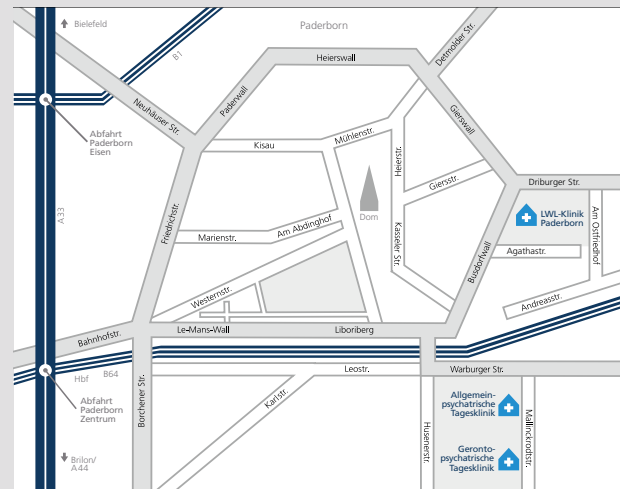 Bielefeld
Paderborn
B1
Detmolder Str.
Heierswall
Neuhäuser Str.
Paderwall
Gierswall
Abfahrt
Paderborn
Eisen
Kisau
Mühlenstr.
Heierstr.
Giersstr.
Driburger Str.
A33
Friedrichstr.
Dom
LWL-Klinik
Paderborn
Am Ostfriedhof
Marienstr.
Am Abdinghof
Kasseler Str.
Busdorfwall
Agathastr.
Westernstr.
Andreasstr.
Bahnhofstr.
Le-Mans-Wall
Liboriberg
Hbf
B64
Leostr.
Warburger Str.
Abfahrt
Paderborn
Zentrum
Borchener Str.
Karlstr.
Husenerstr.
Allgemein-
psychatrische
Tagesklinik
Mallinckrodtstr.
Geronto-
psychatrische
Tagesklinik
Brilon/
A44